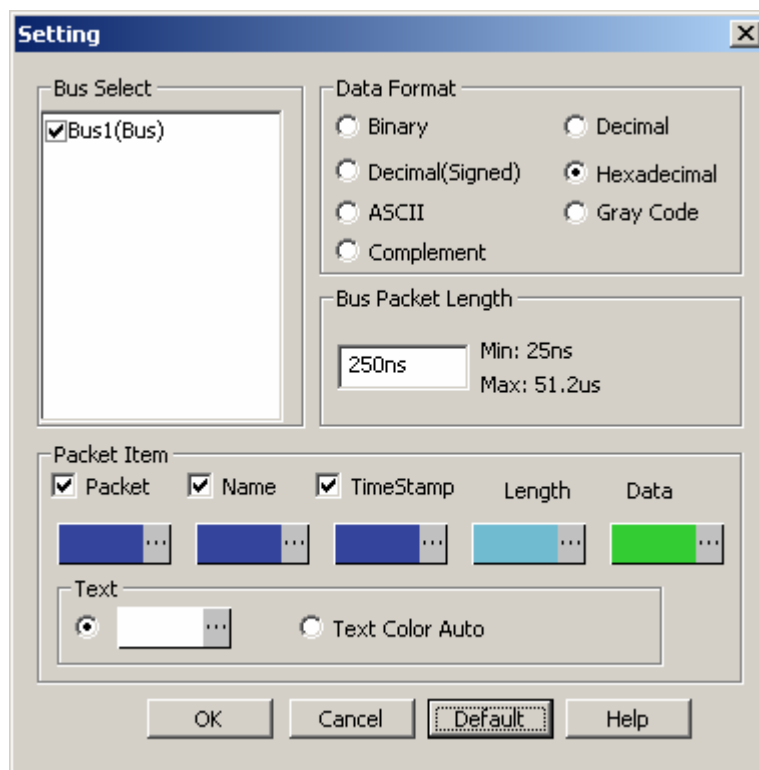 Setting
Bus Select
Bus1(Bus)
Data Format
Binary
Decimal
Decimal(Signed)
Hexadecimal
ASCII
Gray Code
Complement
Bus Packet Length
250ns
Min: 25ns
Max: 51.2us
Packet Item
Packet Name TimeStamp Length Data
... ... ... ... ...
Text
... Text Color Auto
OK Cancel Default Help